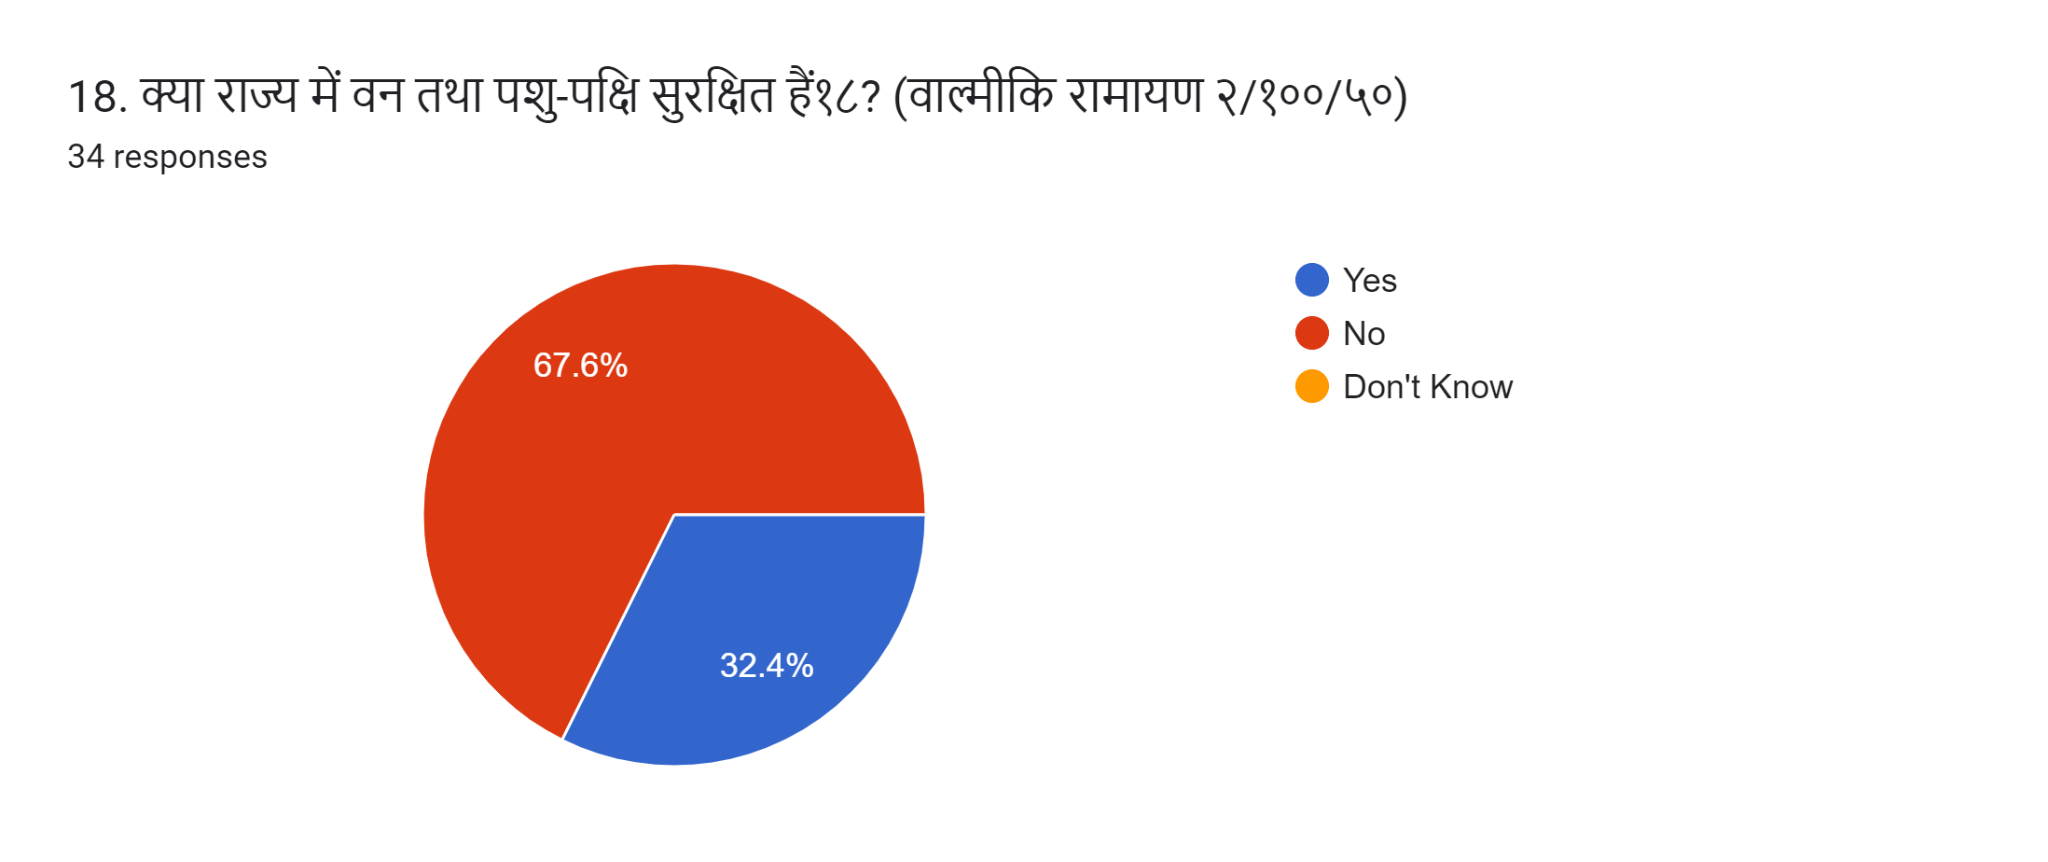 18. क्या राज्य में वन तथा पशु-पक्षि सुरक्षित हैं१८? (वाल्मीकि रामायण २/१००/५०)
34 responses
Yes
No
Don't Know
67.6%
32.4%